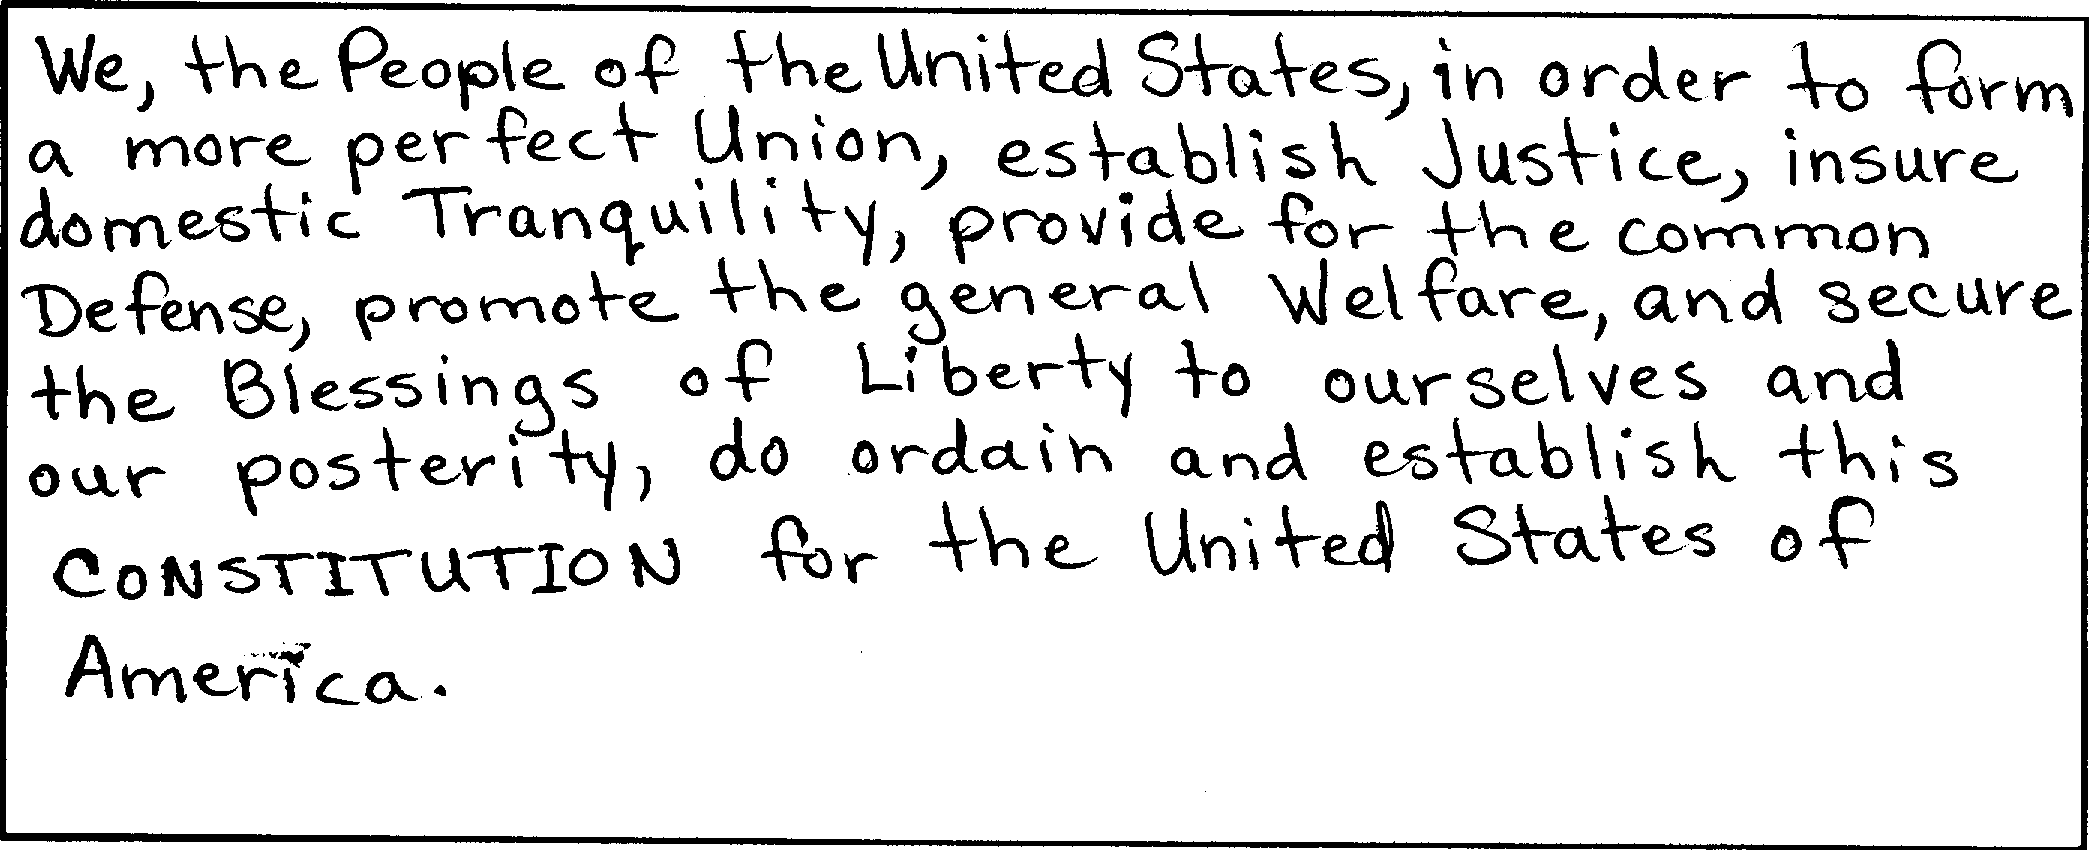 We, the People of the United States, in order to form
a more perfect Union, establish Justice, insure
domestic Tranquility, provide for the common
Defense, promote the general Welfare, and secure
the Blessings of Liberty to ourselves and
our posterity, do ordain and establish this
CONSTITUTION for the United States of
America.